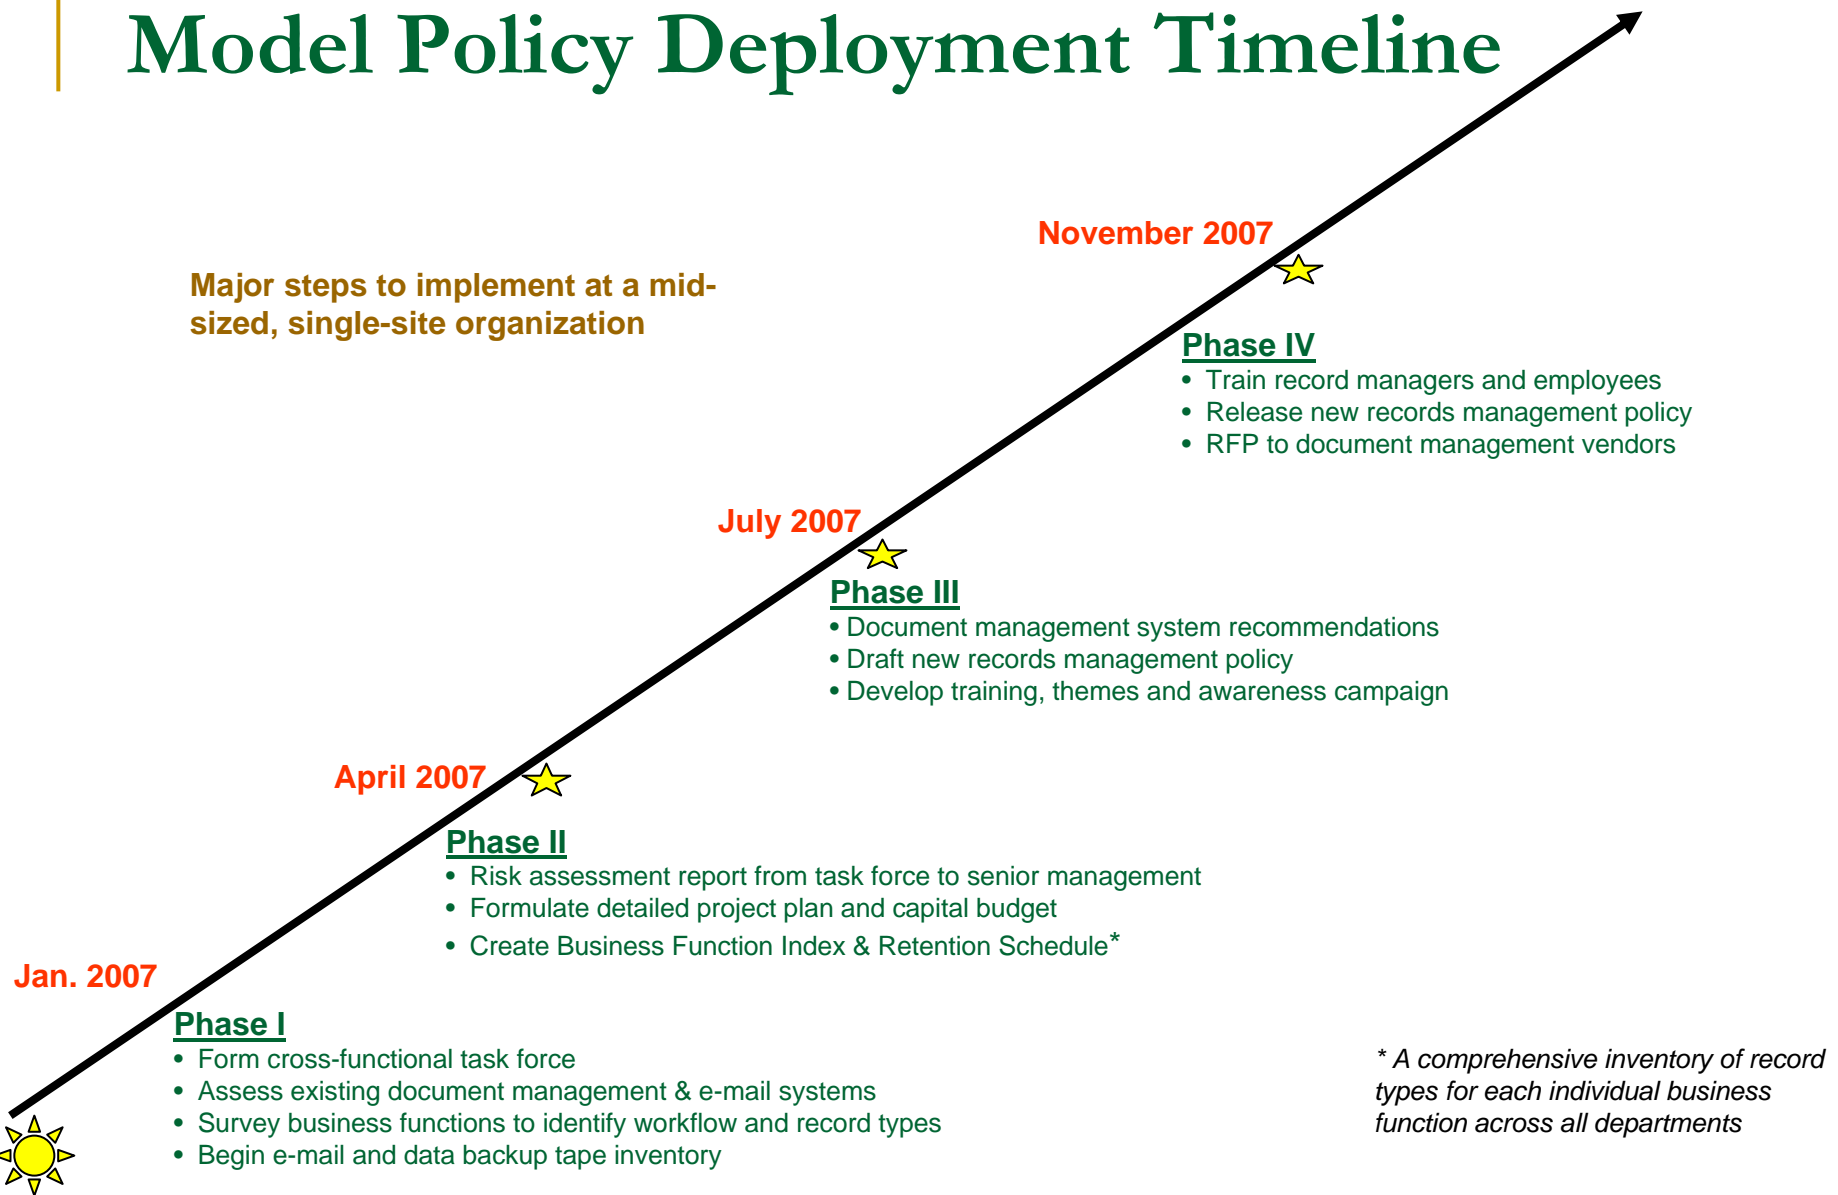 Model Policy Deployment Timeline
November 2007
Major steps to implement at a mid-
sized, single-site organization
Phase IV
• Train record managers and employees
• Release new records management policy
• RFP to document management vendors
July 2007
Phase III
• Document management system recommendations
• Draft new records management policy
• Develop training, themes and awareness campaign
April 2007
Phase II
• Risk assessment report from task force to senior management
• Formulate detailed project plan and capital budget
• Create Business Function Index & Retention Schedule*
Jan. 2007
Phase I
• Form cross-functional task force
• Assess existing document management & e-mail systems
• Survey business functions to identify workflow and record types
• Begin e-mail and data backup tape inventory
* A comprehensive inventory of record
types for each individual business
function across all departments